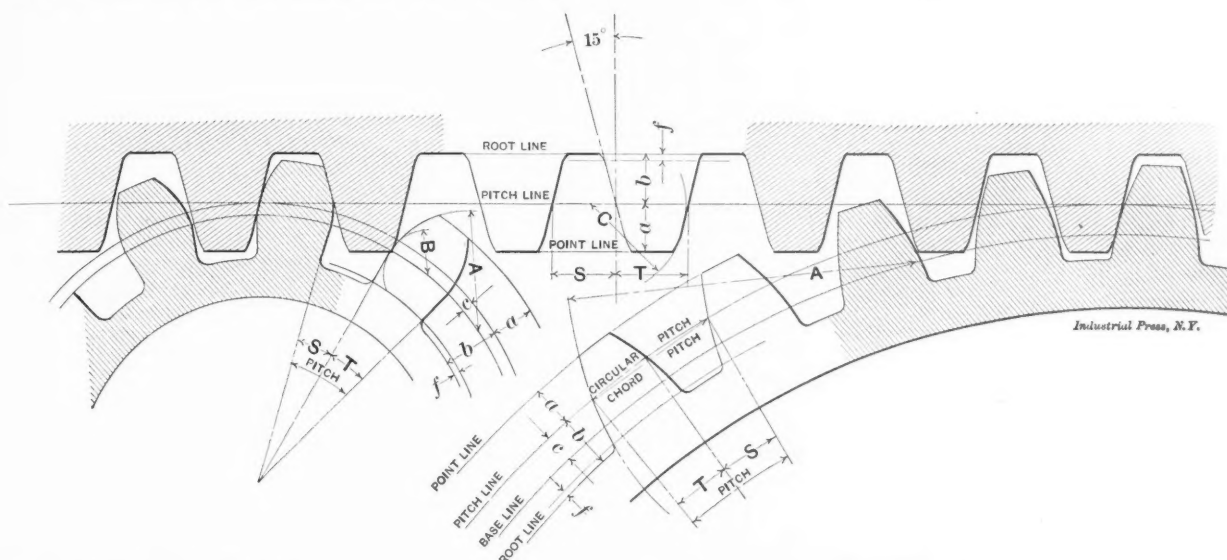 15°
f
ROOT LINE
b
PITCH LINE
C
a
POINT LINE
S T
B
A
c
b
a
f
S T
PITCH
A
Industrial Press, N.Y.
CIRCULAR PITCH
CHORD PITCH
a
b
c
f
POINT LINE
PITCH LINE
BASE LINE
ROOT LINE
T S
PITCH